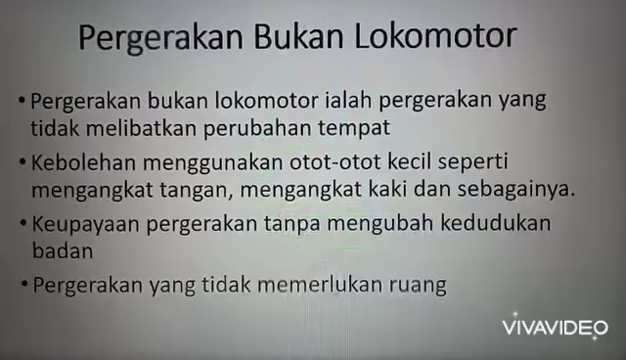 Pergerakan Bukan Lokomotor
• Pergerakan bukan lokomotor ialah pergerakan yang
tidak melibatkan perubahan tempat
• Kebolehan menggunakan otot-otot kecil seperti
mengangkat tangan, mengangkat kaki dan sebagainya.
• Keupayaan pergerakan tanpa mengubah kedudukan
badan
• Pergerakan yang tidak memerlukan ruang
VIVAVIDEO